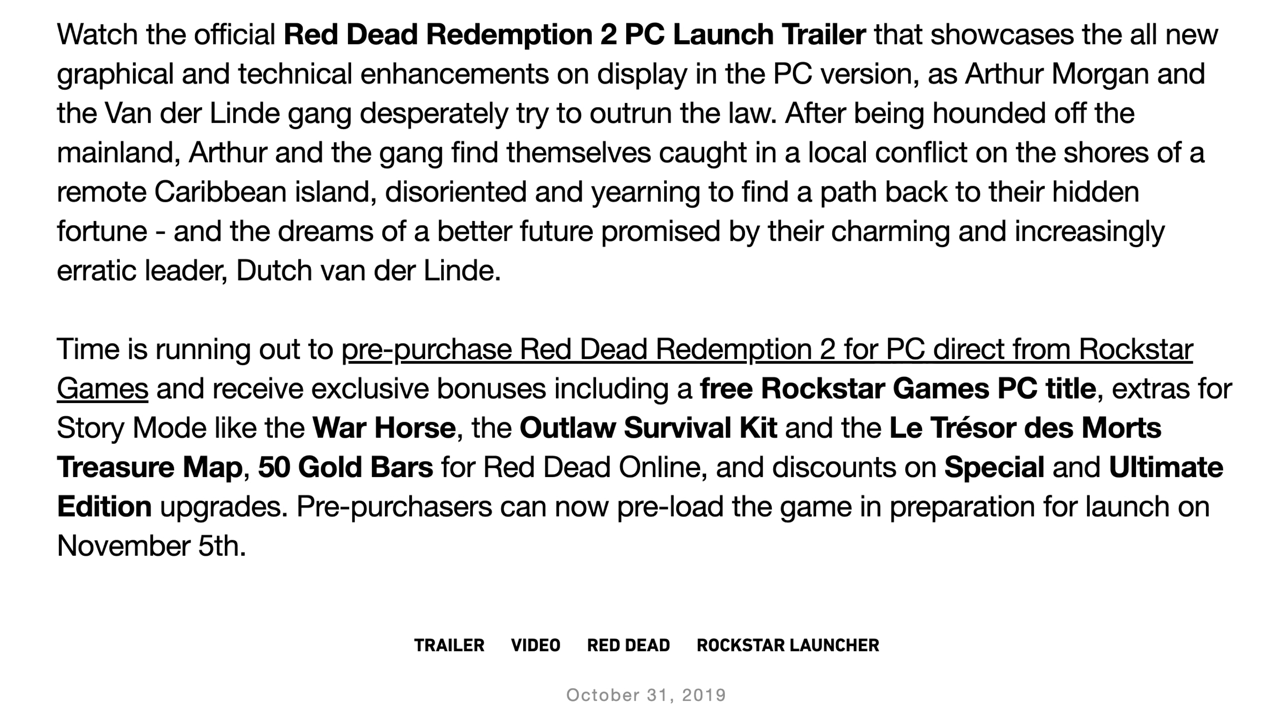 Watch the official Red Dead Redemption 2 PC Launch Trailer that showcases the all new
graphical and technical enhancements on display in the PC version, as Arthur Morgan and
the Van der Linde gang desperately try to outrun the law. After being hounded off the
mainland, Arthur and the gang find themselves caught in a local conflict on the shores of a
remote Caribbean island, disoriented and yearning to find a path back to their hidden
fortune - and the dreams of a better future promised by their charming and increasingly
erratic leader, Dutch van der Linde.
Time is running out to pre-purchase Red Dead Redemption 2 for PC direct from Rockstar
Games and receive exclusive bonuses including a free Rockstar Games PC title, extras for
Story Mode like the War Horse, the Outlaw Survival Kit and the Le Trésor des Morts
Treasure Map, 50 Gold Bars for Red Dead Online, and discounts on Special and Ultimate
Edition upgrades. Pre-purchasers can now pre-load the game in preparation for launch on
November 5th.
TRAILER VIDEO RED DEAD ROCKSTAR LAUNCHER
October 31, 2019